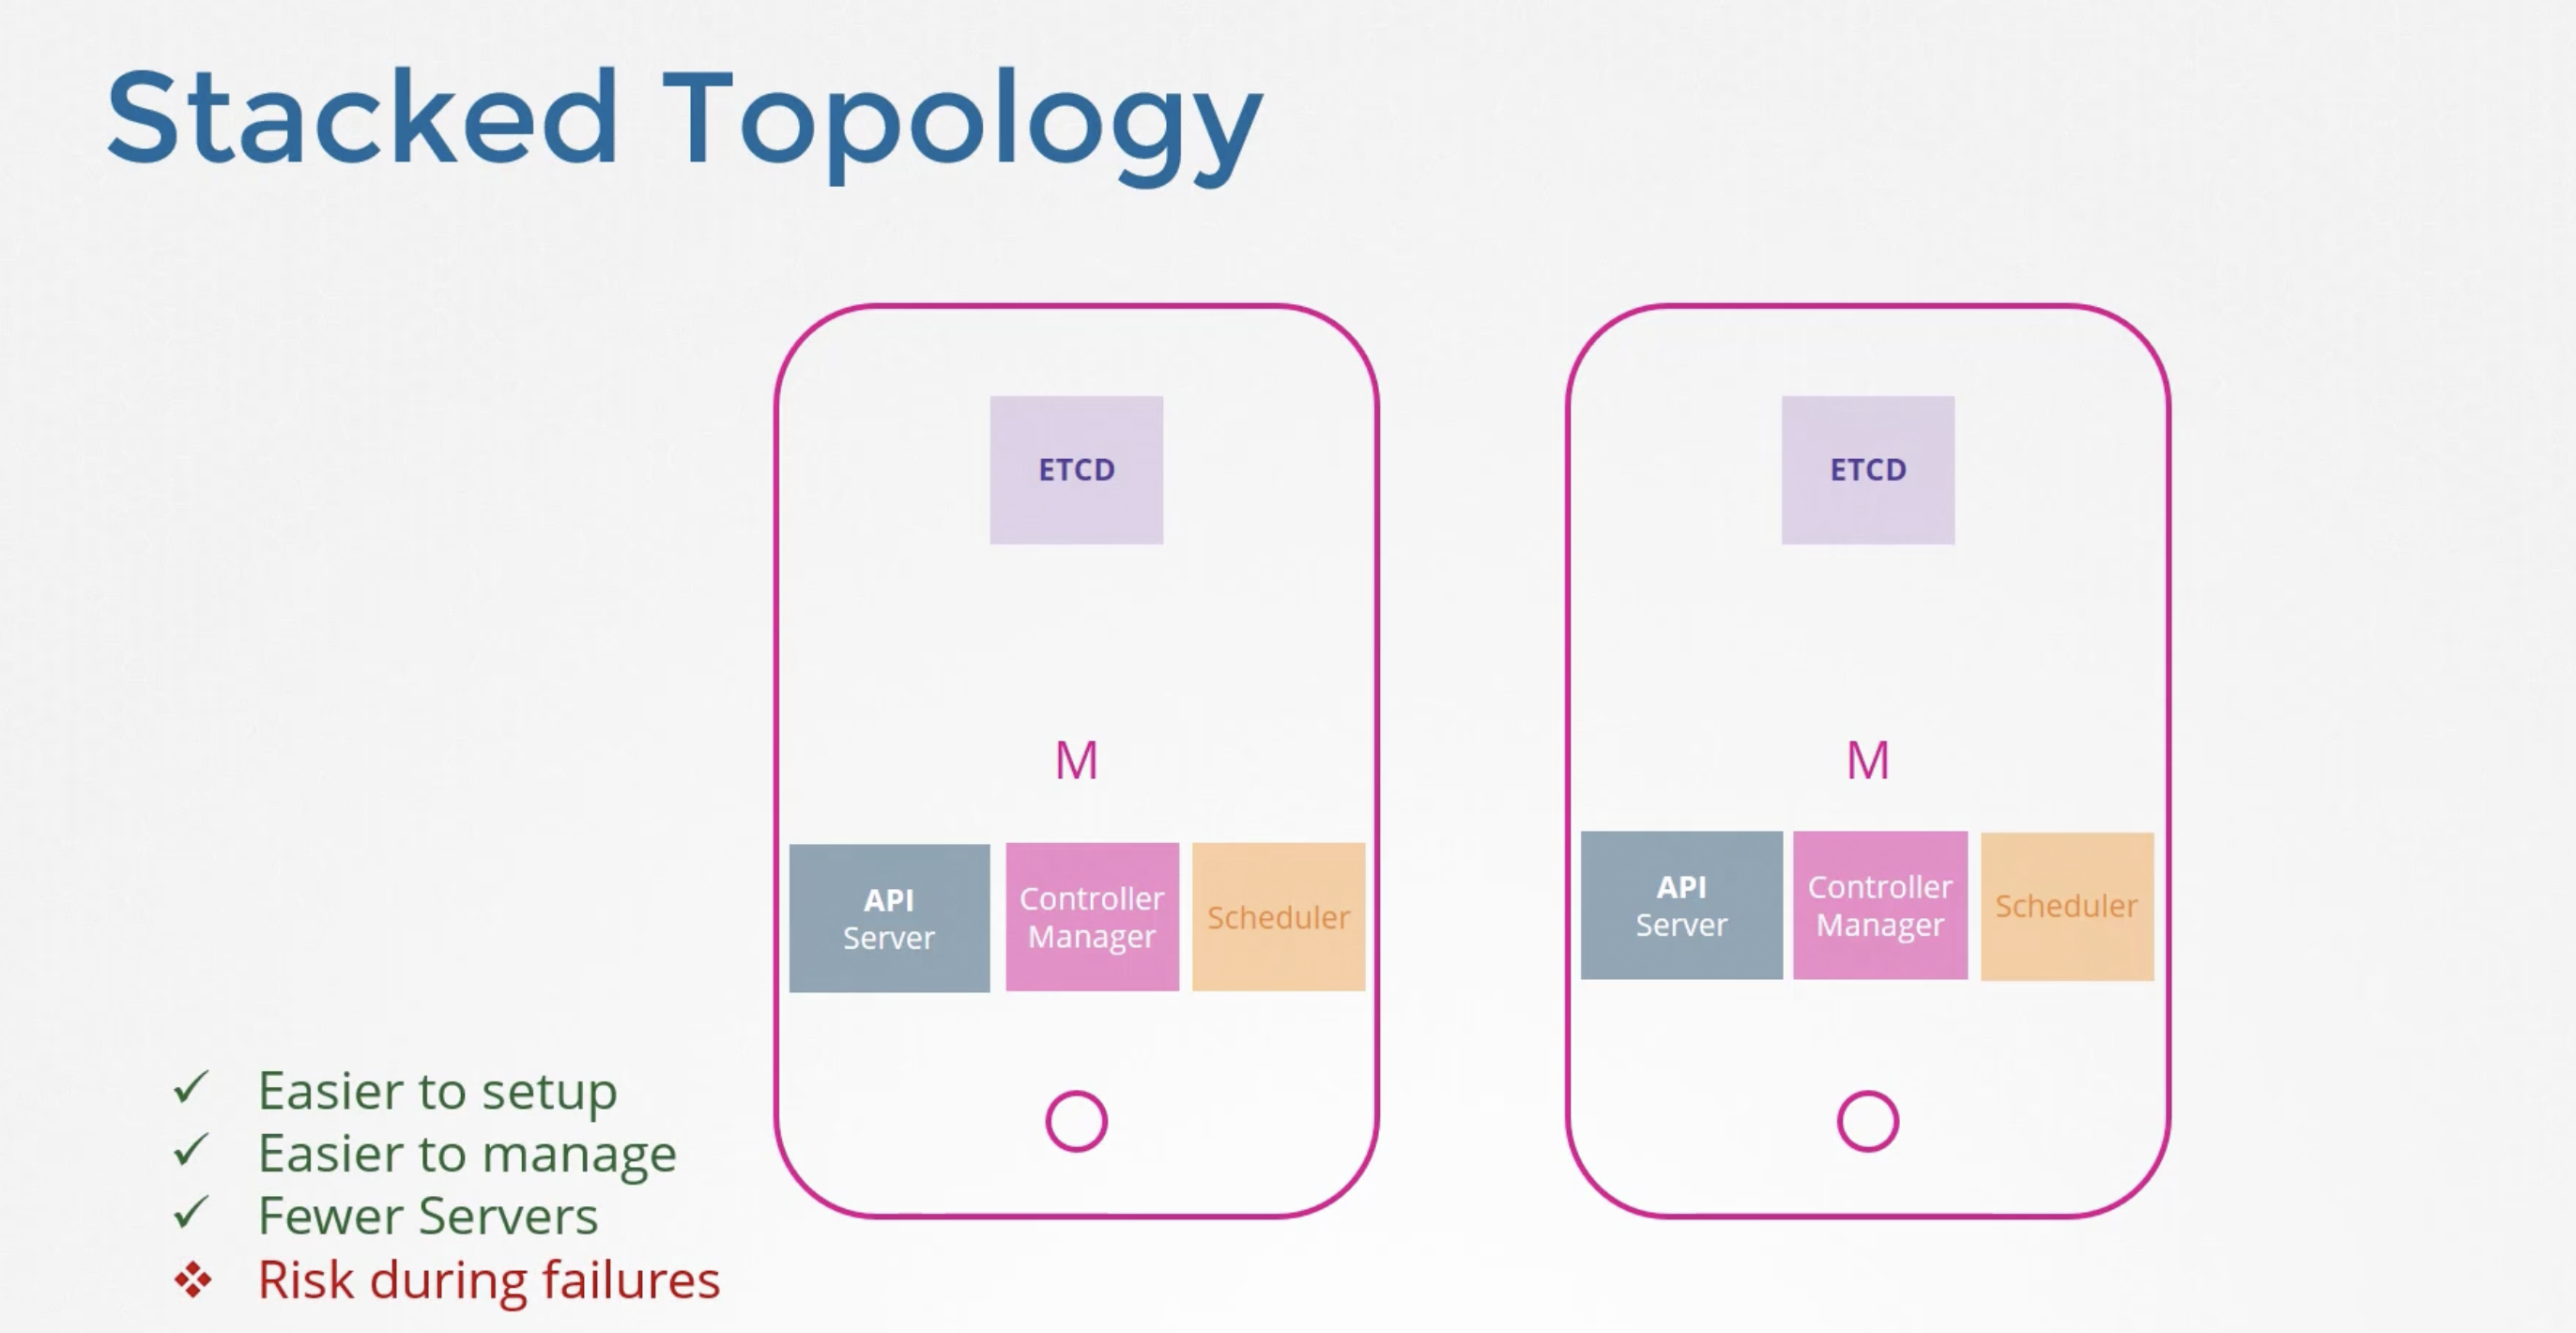 Stacked Topology
ETCD
ETCD
M
M
API
Server
Controller
Manager
Scheduler
API
Server
Controller
Manager
Scheduler
✓ Easier to setup
✓ Easier to manage
✓ Fewer Servers
❖ Risk during failures